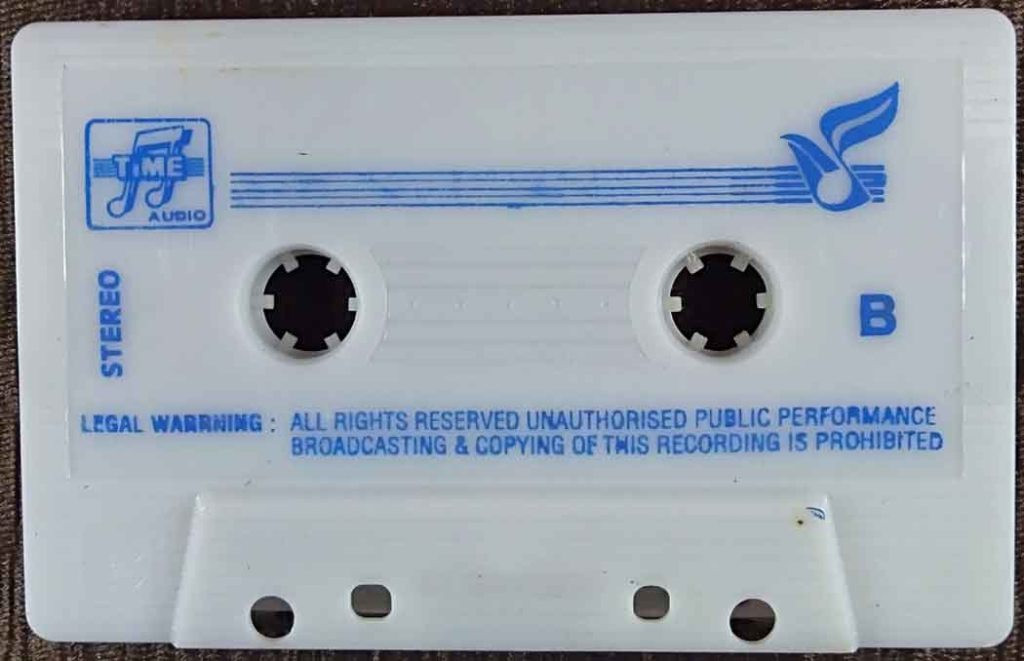 TiME
AUDIO
STEREO
B
LEGAL WARRNING : ALL RIGHTS RESERVED UNAUTHORISED PUBLIC PERFORMANCE
BROADCASTING & COPYING OF THIS RECORDING IS PROHIBITED